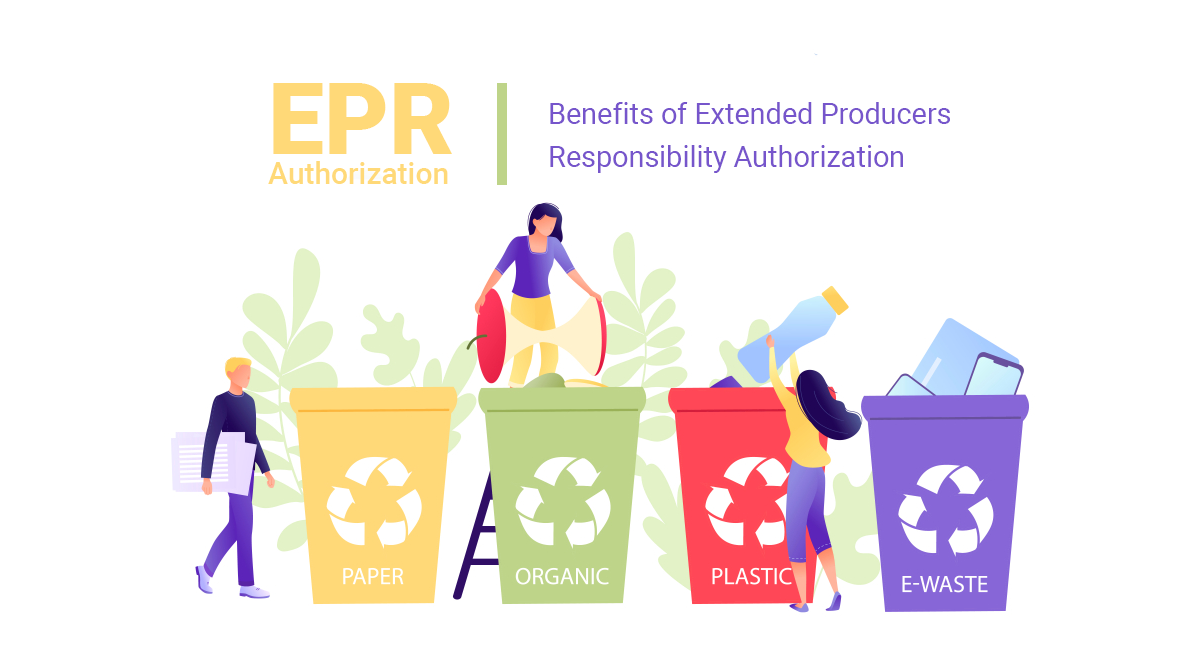 EPR
Authorization
Benefits of Extended Producers
Responsibility Authorization
PAPER
ORGANIC
PLASTIC
E-WASTE